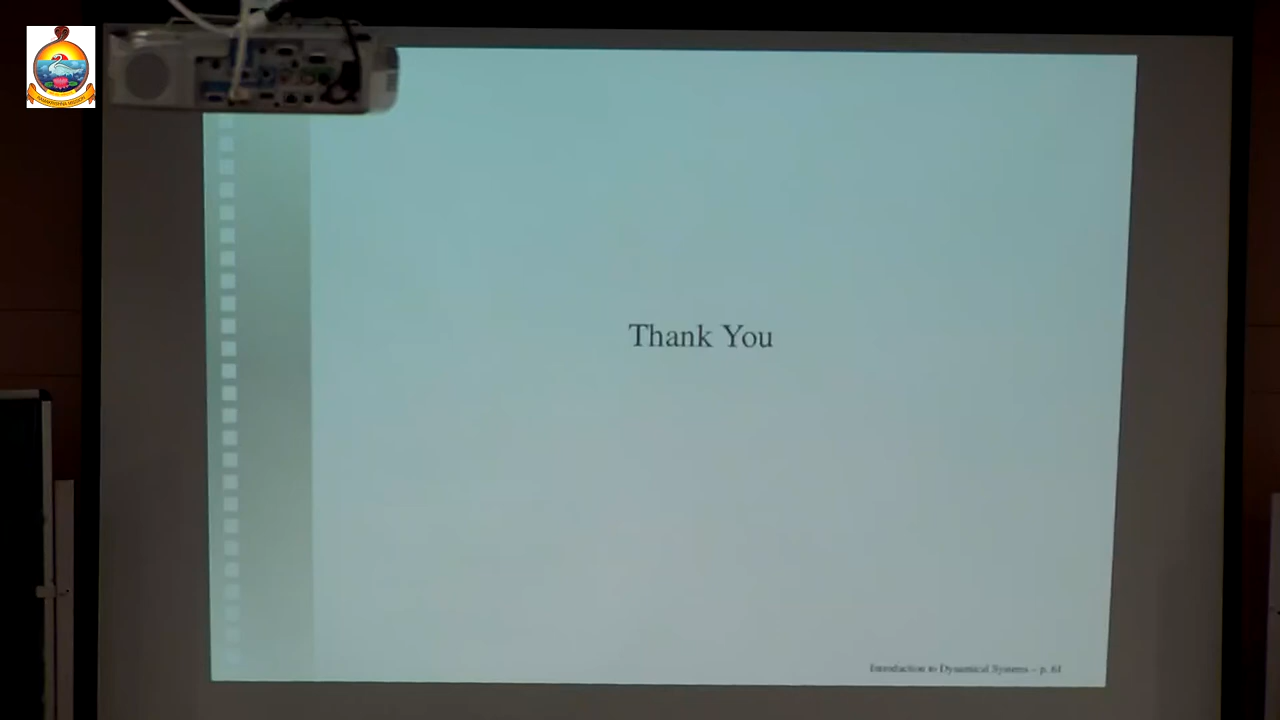 Thank You
Introduction to Dynamical Systems – p. 61